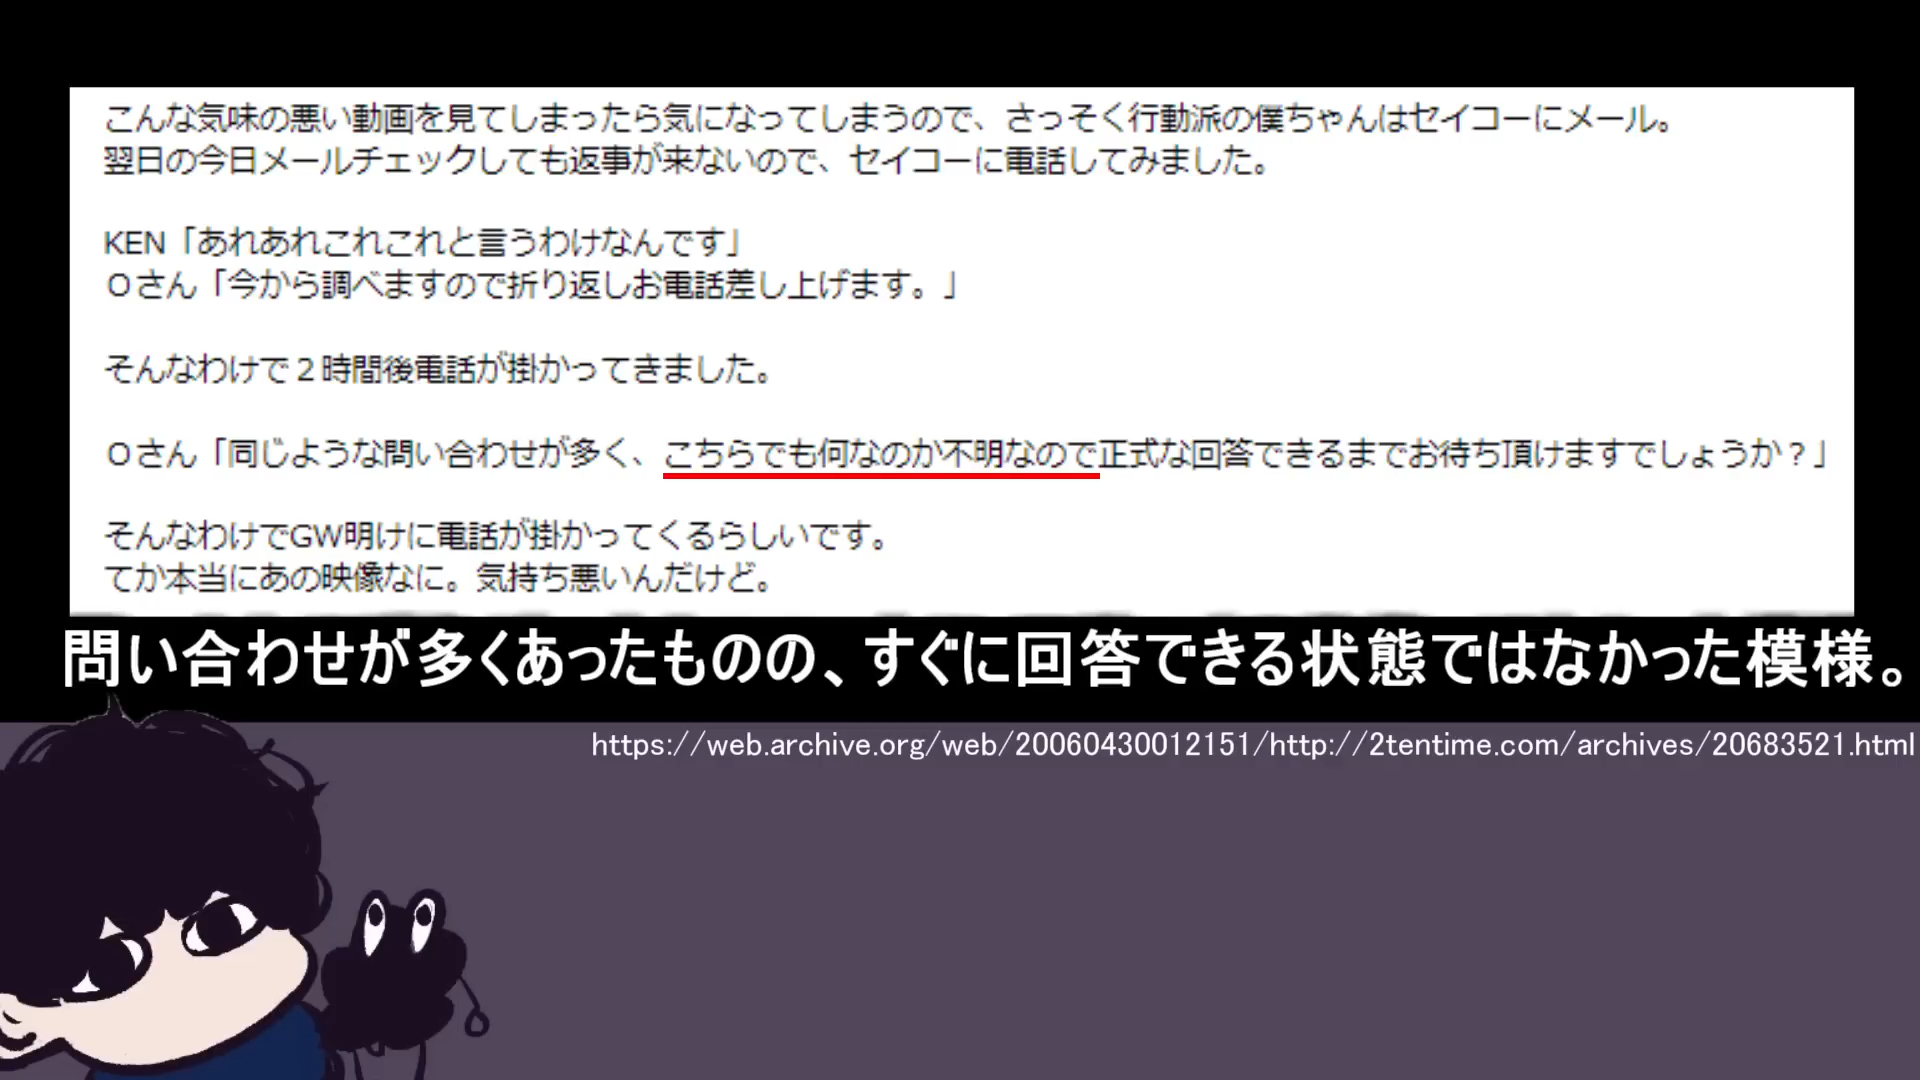 こんな気味の悪い動画を見てしまったら気になってしまうので、さっそく行動派の僕ちゃんはセイコーにメール。
翌日の今日メールチェックしても返事が来ないので、セイコーに電話してみました。
KEN「あれあれこれこれと言うわけなんです」
Oさん「今から調べますので折り返しお電話差し上げます。」
そんなわけで２時間後電話が掛かってきました。
Oさん「同じような問い合わせが多く、こちらでも何なのか不明なので正式な回答できるまでお待ち頂けますでしょうか？」
そんなわけでGW明けに電話が掛かってくるらしいです。
てか本当にあの映像なに。気持ち悪いんだけど。
問い合わせが多くあったものの、すぐに回答できる状態ではなかった模様。
https://web.archive.org/web/20060430012151/http://2tentime.com/archives/20683521.html